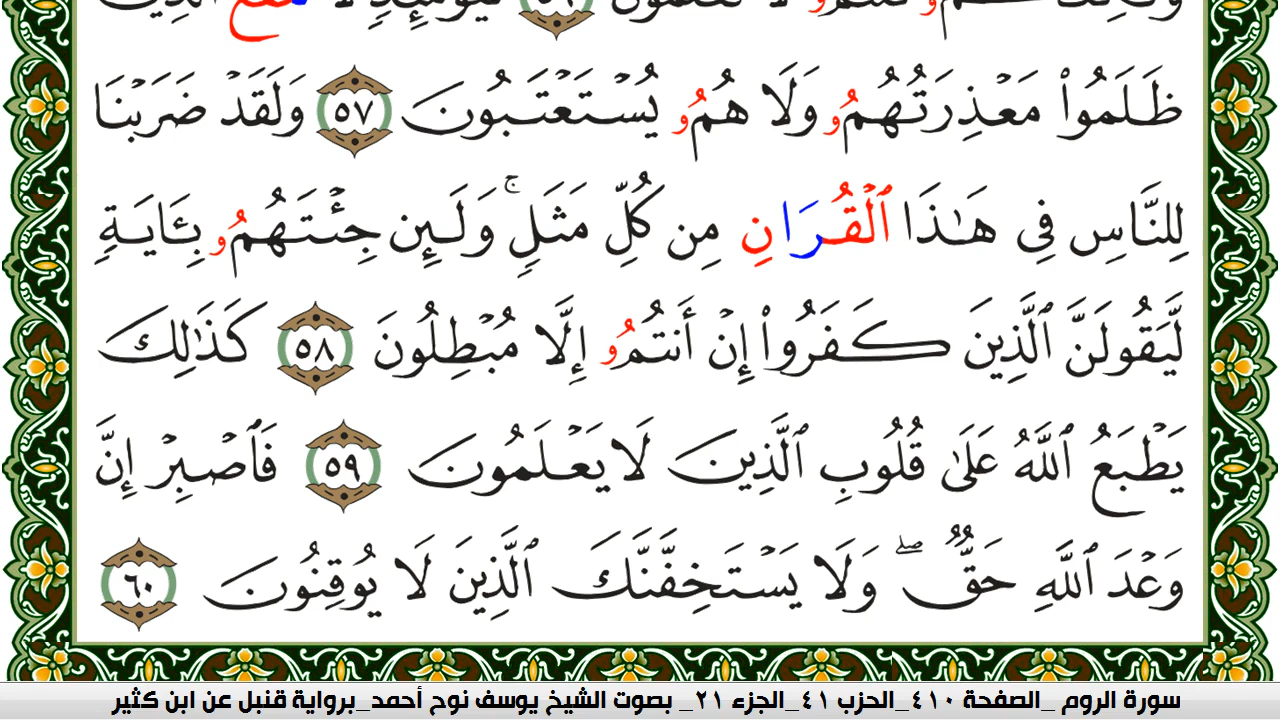 ظَلَمُواْ مَعۡذِرَتُهُمُۥ وَلَا هُمُۥ يُسۡتَعۡتَبُونَ ٥٧ وَلَقَدۡ ضَرَبۡنَا
لِلنَّاسِ فِي هَٰذَا ٱلۡقُرَانِ مِن كُلِّ مَثَلٖۚ وَلَئِن جِئۡتَهُمُۥ بِـَٔايَةٖ
لَّيَقُولَنَّ ٱلَّذِينَ كَفَرُواْ إِنۡ أَنتُمُۥ إِلَّا مُبۡطِلُونَ ٥٨ كَذَٰلِكَ
يَطۡبَعُ ٱللَّهُ عَلَىٰ قُلُوبِ ٱلَّذِينَ لَا يَعۡلَمُونَ ٥٩ فَٱصۡبِرۡ إِنَّ
وَعۡدَ ٱللَّهِ حَقّٞۖ وَلَا يَسۡتَخِفَّنَّكَ ٱلَّذِينَ لَا يُوقِنُونَ ٦٠
سورة الروم _الصفحة ٤١٠_الحزب ٤١_الجزء ٢١_ بصوت الشيخ يوسف نوح أحمد_برواية قنبل عن ابن كثير